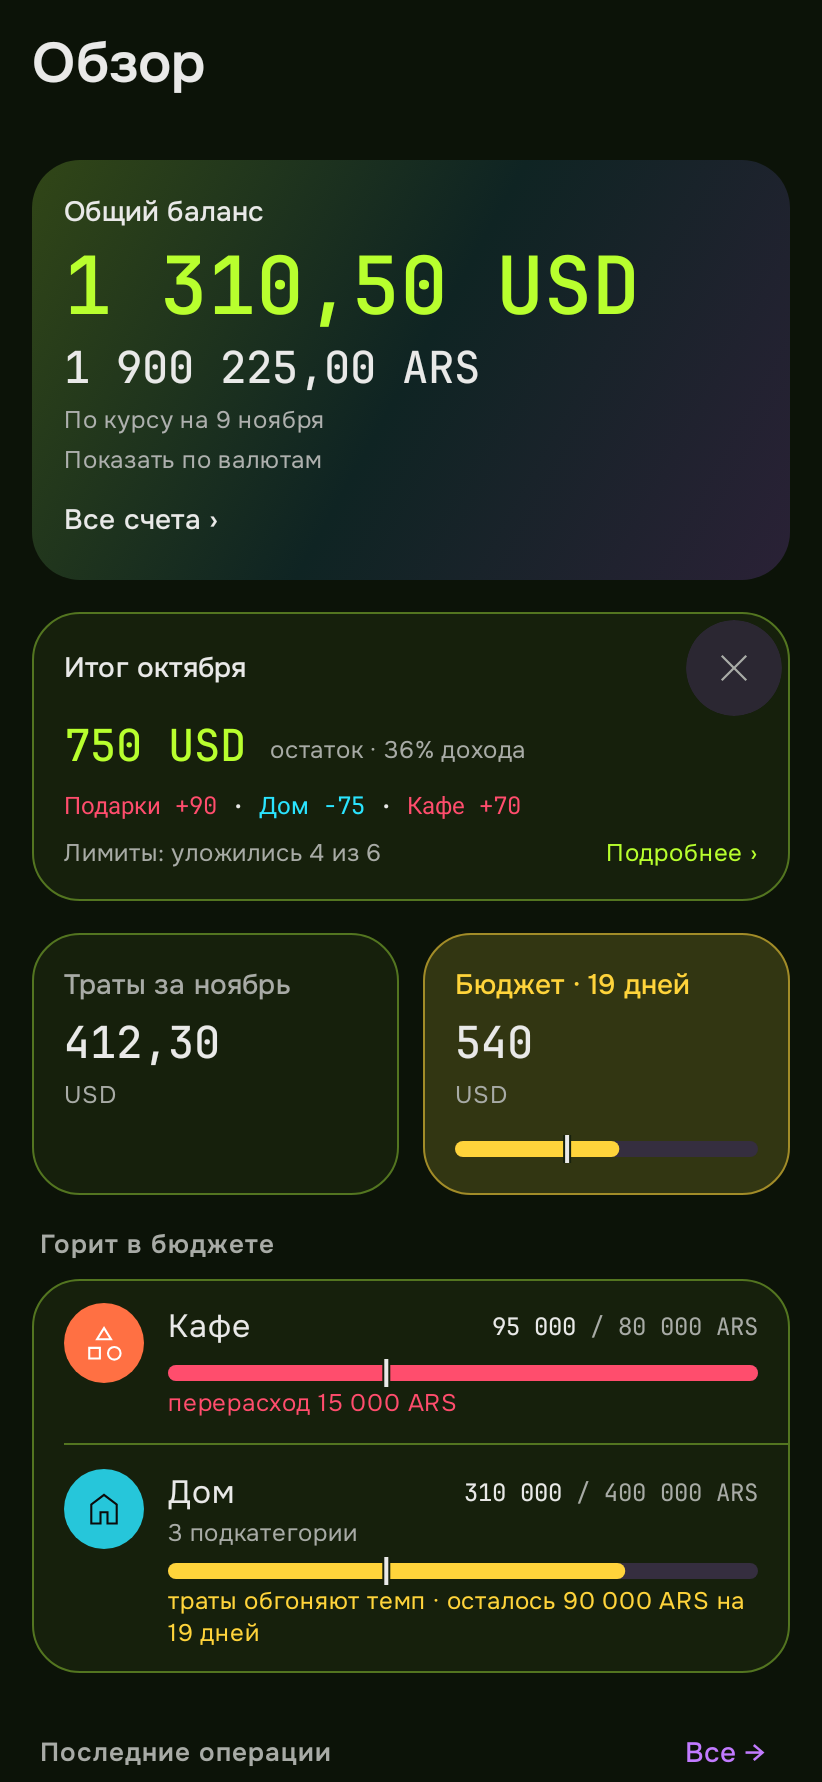 Обзор
Общий баланс
1 310,50 USD
1 900 225,00 ARS
По курсу на 9 ноября
Показать по валютам
Все счета ›
Итог октября
750 USD остаток · 36% дохода
Подарки +90 · Дом -75 · Кафе +70
Лимиты: уложились 4 из 6 Подробнее ›
Траты за ноябрь
412,30
USD
Бюджет · 19 дней
540
USD
Горит в бюджете
Кафе 95 000 / 80 000 ARS
перерасход 15 000 ARS
Дом 310 000 / 400 000 ARS
3 подкатегории
траты обгоняют темп · осталось 90 000 ARS на
19 дней
Последние операции Все →